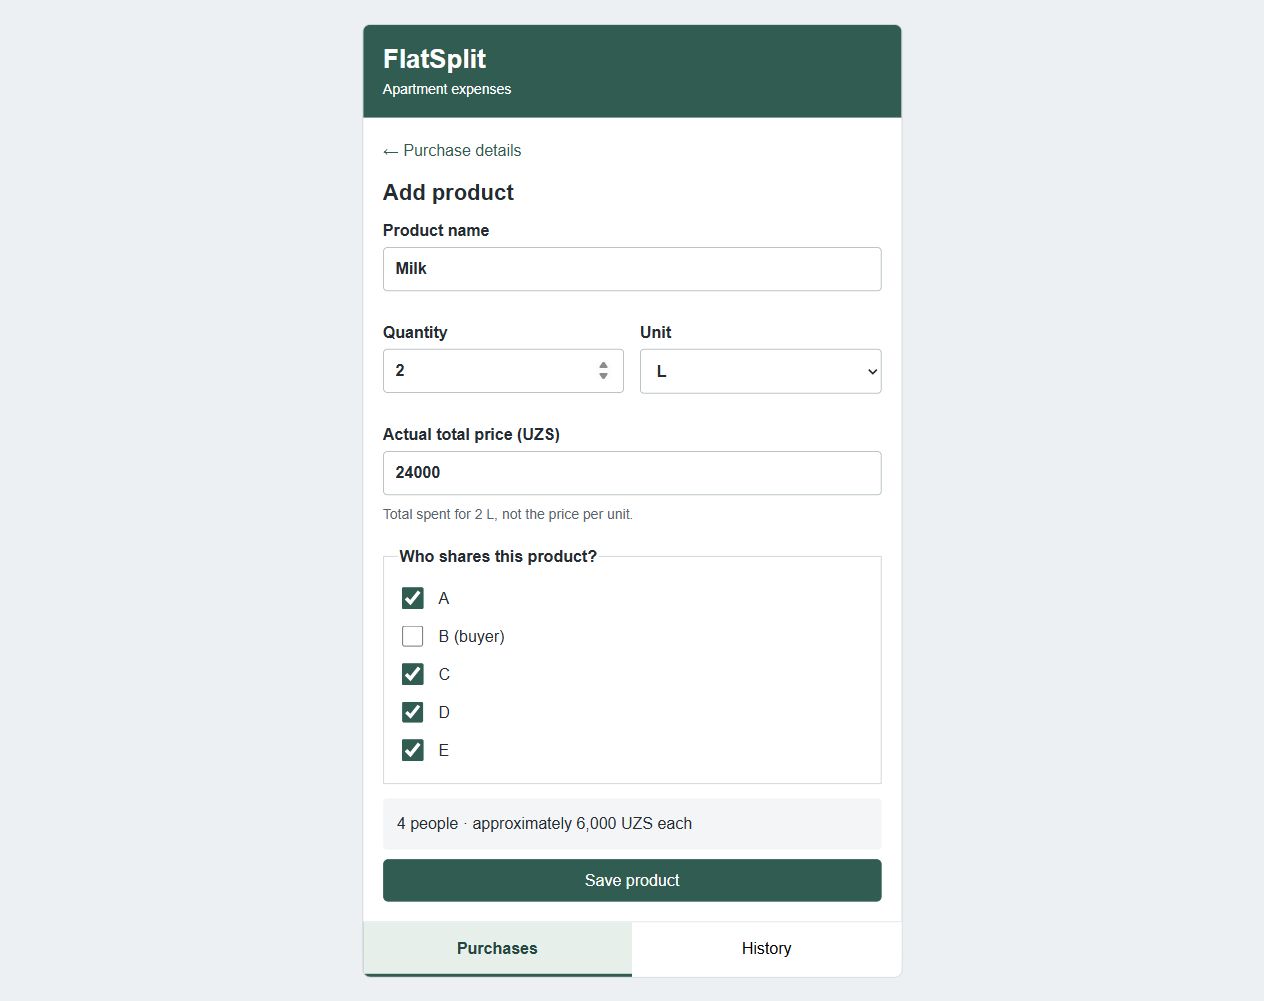 FlatSplit
Apartment expenses
← Purchase details
Add product
Product name
Milk
Quantity Unit
2 L
Actual total price (UZS)
24000
Total spent for 2 L, not the price per unit.
Who shares this product?
A
B (buyer)
C
D
E
4 people · approximately 6,000 UZS each
Save product
Purchases History